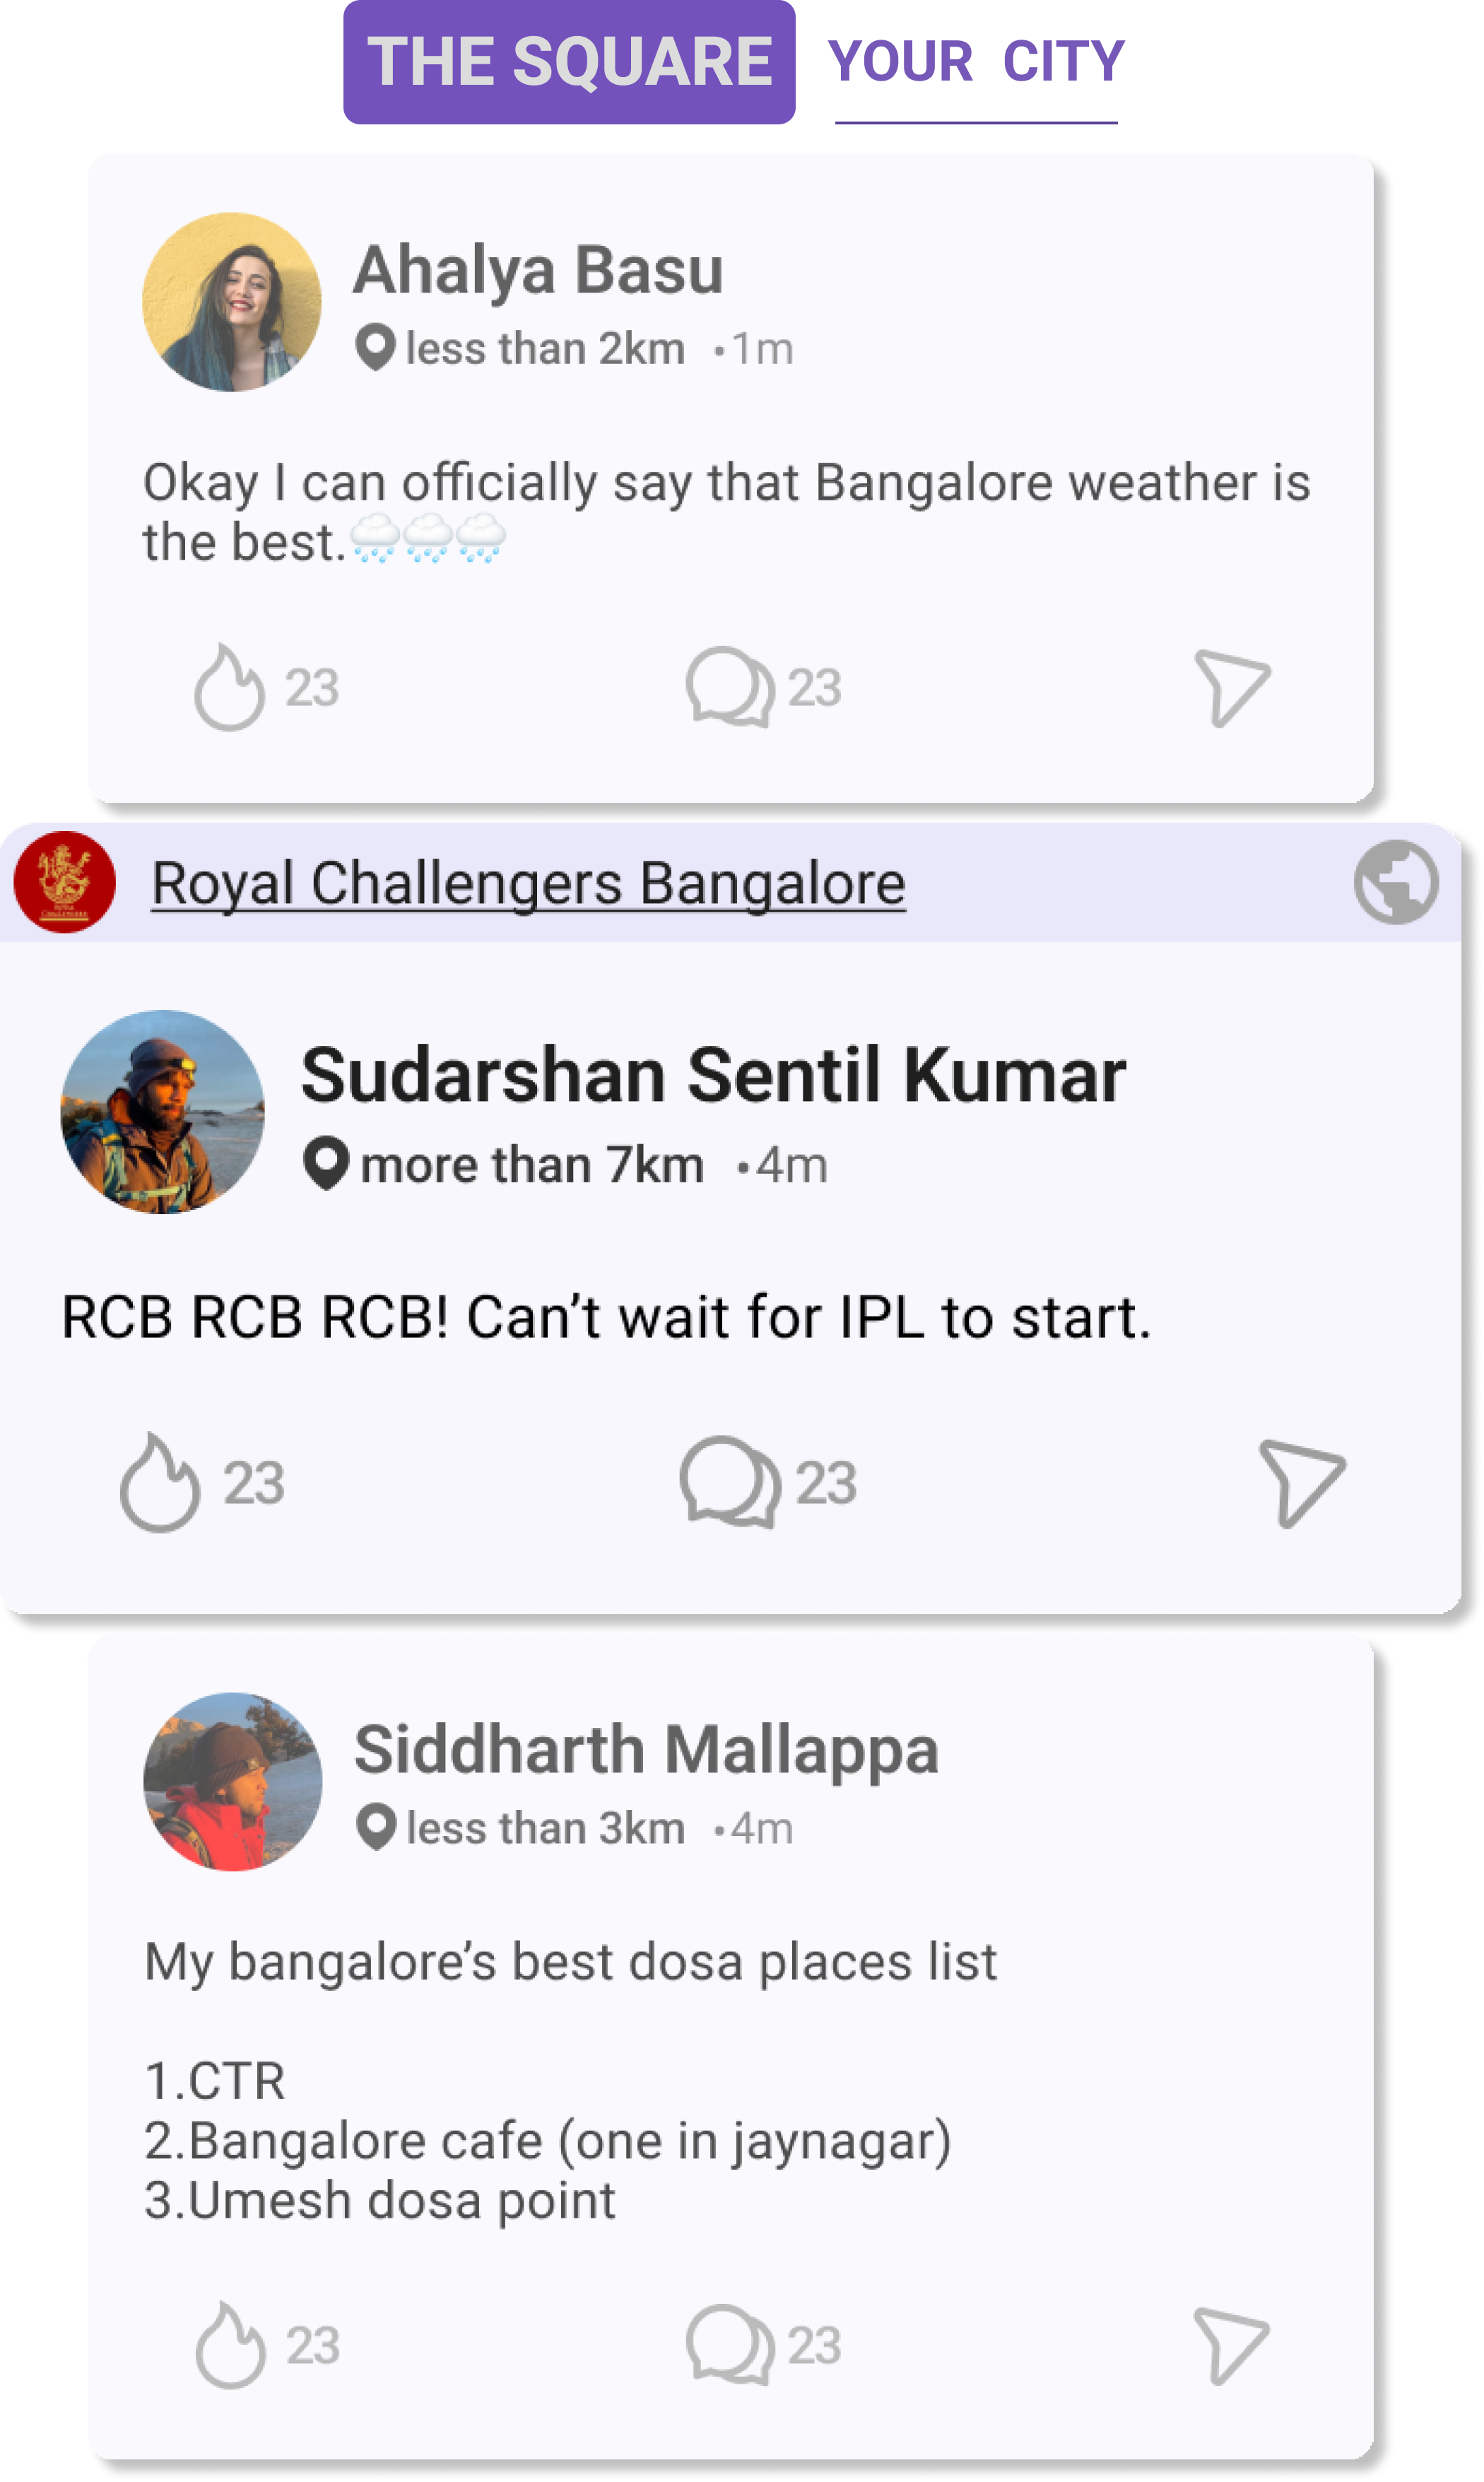 THE SQUARE YOUR CITY
Ahalya Basu
less than 2km •1m
Okay I can officially say that Bangalore weather is
the best.🌧️🌧️🌧️
23 23
Royal Challengers Bangalore
Sudarshan Sentil Kumar
more than 7km •4m
RCB RCB RCB! Can’t wait for IPL to start.
23 23
Siddharth Mallappa
less than 3km •4m
My bangalore’s best dosa places list
1.CTR
2.Bangalore cafe (one in jaynagar)
3.Umesh dosa point
23 23